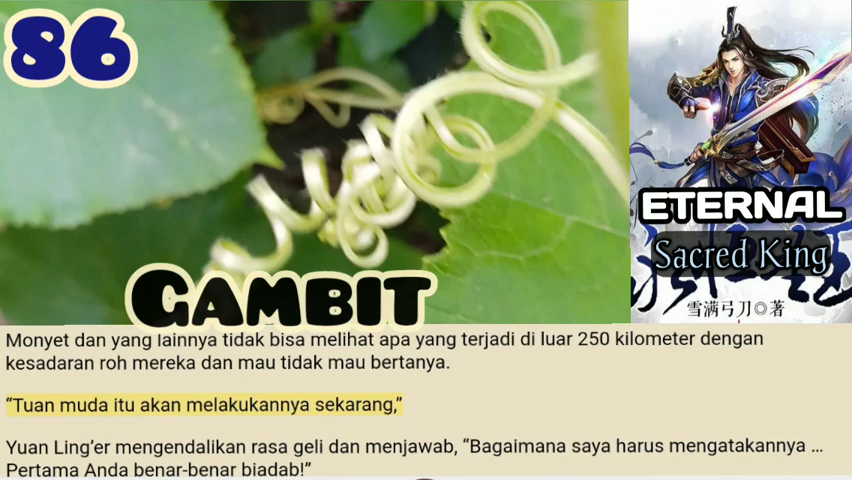 86
ETERNAL
Sacred King
雪满弓刀◎著
GAMBIT
Monyet dan yang lainnya tidak bisa melihat apa yang terjadi di luar 250 kilometer dengan
kesadaran roh mereka dan mau tidak mau bertanya.
“Tuan muda itu akan melakukannya sekarang,”
Yuan Ling’er mengendalikan rasa geli dan menjawab, “Bagaimana saya harus mengatakannya ...
Pertama Anda benar-benar biadab!”